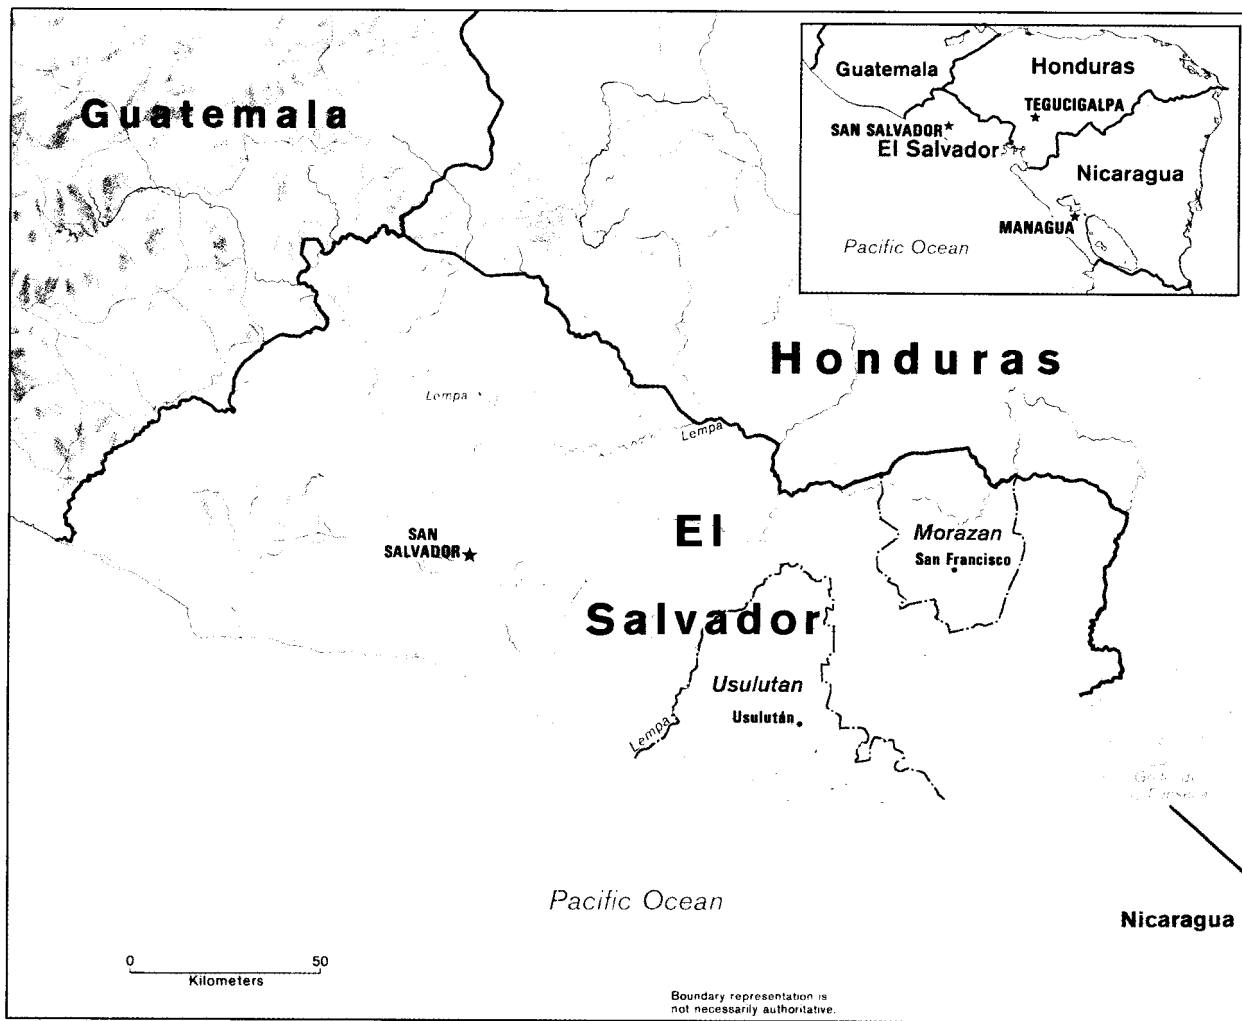 Guatemala
Guatemala
Honduras
TEGUCIGALPA
SAN SALVADOR
El Salvador
Nicaragua
MANAGUA
Pacific Ocean
Honduras
Lempa
Lempa
SAN
SALVADOR
El
Salvador
Morazan
San Francisco
Usulutan
Usulután
Lempa
Pacific Ocean
Nicaragua
0 50
Kilometers
Boundary representation is
not necessarily authoritative.